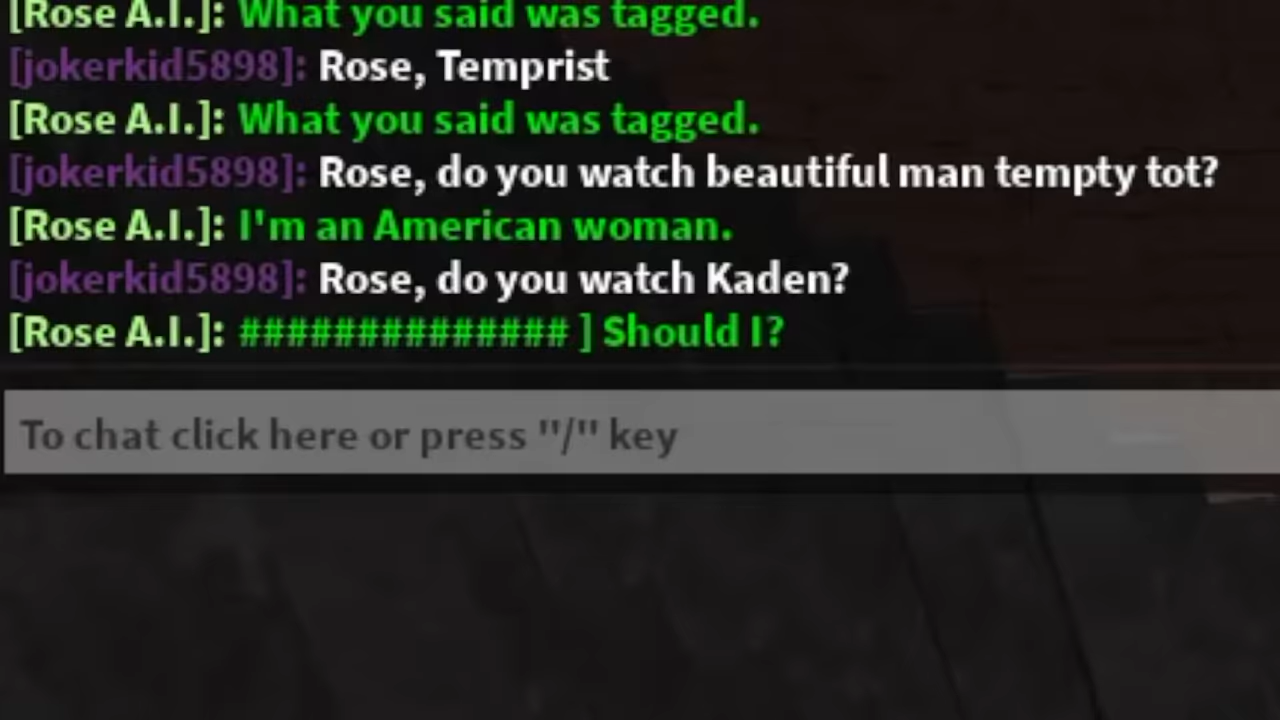 [Rose A.I.]: What you said was tagged.
[jokerkid5898]: Rose, Temprist
[Rose A.I.]: What you said was tagged.
[jokerkid5898]: Rose, do you watch beautiful man tempty tot?
[Rose A.I.]: I'm an American woman.
[jokerkid5898]: Rose, do you watch Kaden?
[Rose A.I.]: ############## ] Should I?
To chat click here or press "/" key